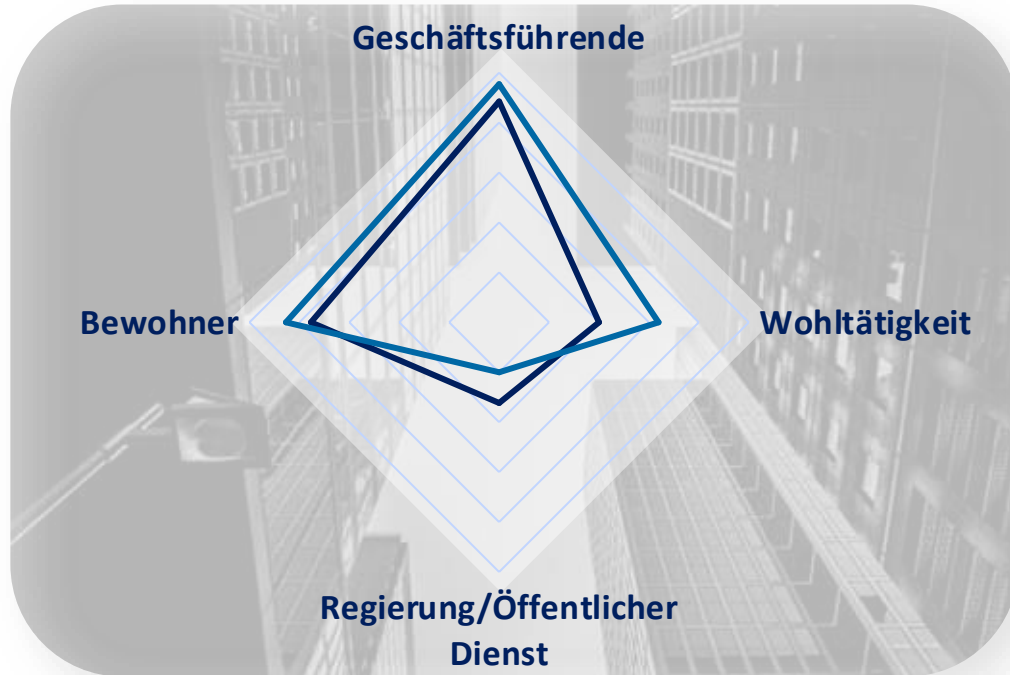 Geschäftsführende
Bewohner
Wohltätigkeit
Regierung/Öffentlicher
Dienst